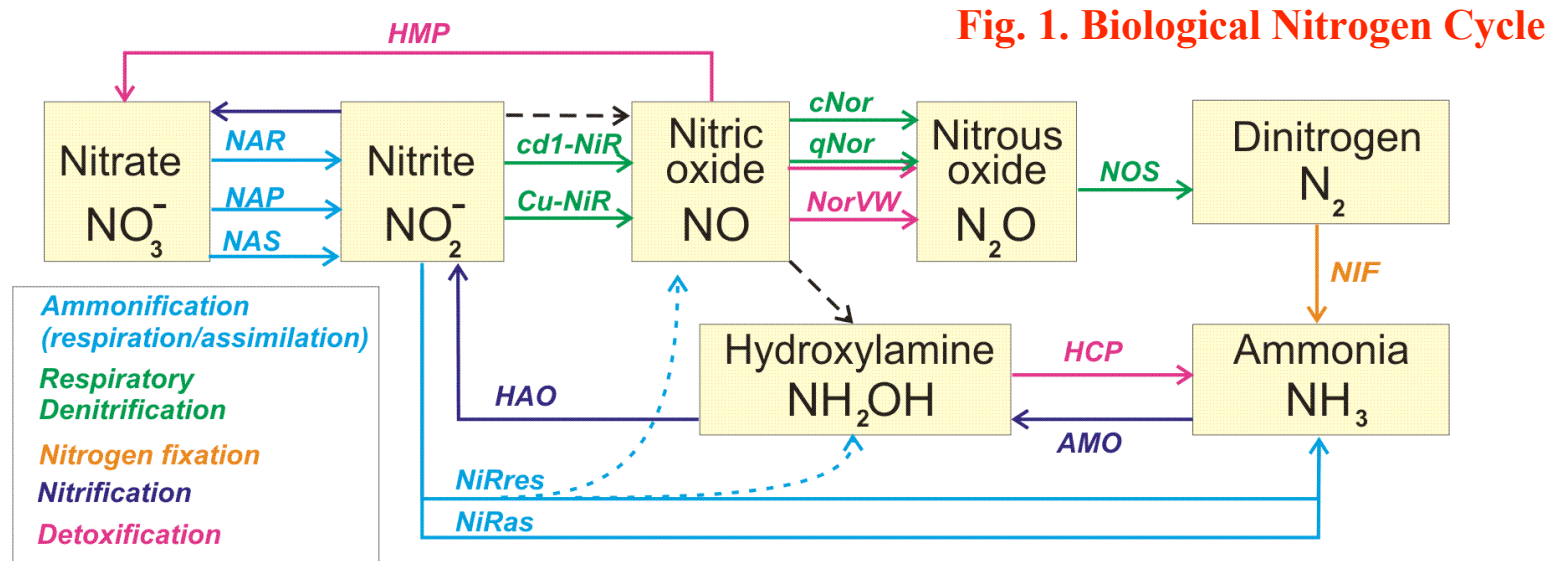 Fig. 1. Biological Nitrogen Cycle
HMP
Nitrate
NO3-
NAR
NAP
NAS
Nitrite
NO2-
cd1-NiR
Cu-NiR
Nitric
oxide
NO
cNor
qNor
NorVW
Nitrous
oxide
N2O
NOS
Dinitrogen
N2
NIF
Ammonification
(respiration/assimilation)
Respiratory
Denitrification
Nitrogen fixation
Nitrification
Detoxification
HAO
Hydroxylamine
NH2OH
HCP
AMO
Ammonia
NH3
NiRres
NiRas